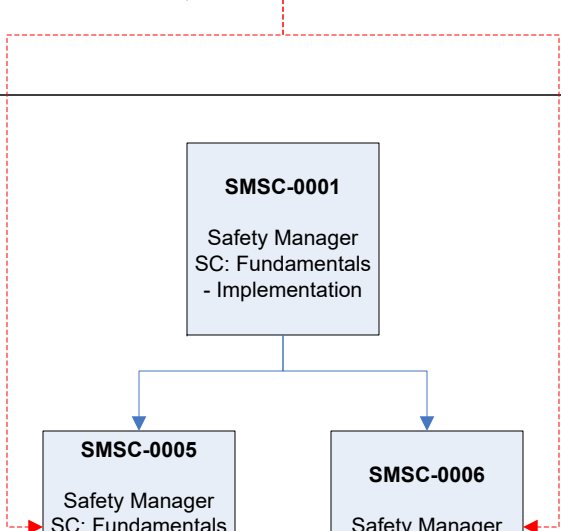 SMSC-0001
Safety Manager
SC: Fundamentals
- Implementation
SMSC-0005
Safety Manager
SC: Fundamentals
SMSC-0006
Safety Manager